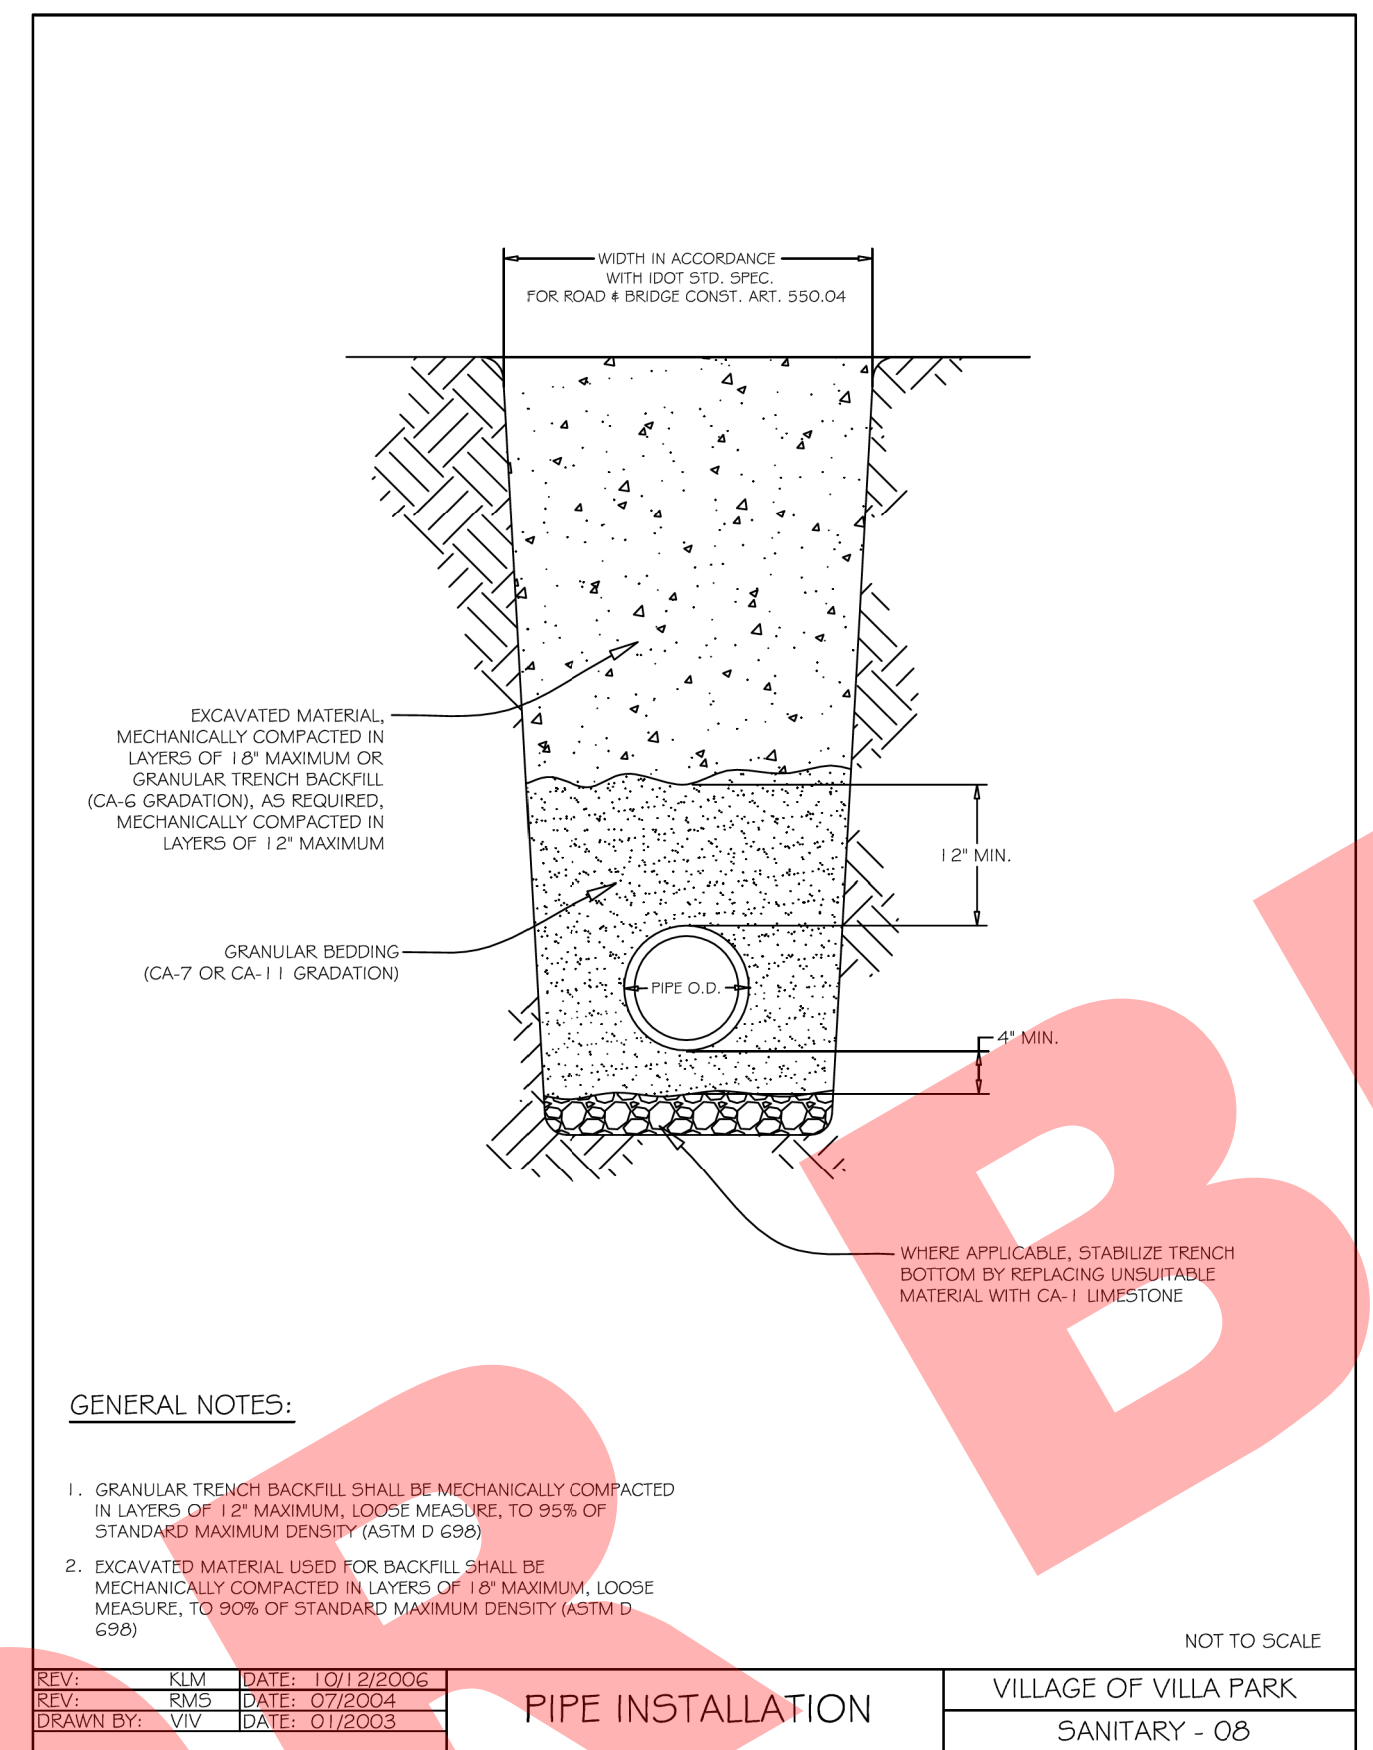 WIDTH IN ACCORDANCE
WITH IDOT STD. SPEC.
FOR ROAD & BRIDGE CONST. ART. 550.04
EXCAVATED MATERIAL,
MECHANICALLY COMPACTED IN
LAYERS OF 18" MAXIMUM OR
GRANULAR TRENCH BACKFILL
(CA-6 GRADATION), AS REQUIRED,
MECHANICALLY COMPACTED IN
LAYERS OF 12" MAXIMUM
12" MIN.
GRANULAR BEDDING
(CA-7 OR CA-11 GRADATION)
PIPE O.D.
4" MIN.
WHERE APPLICABLE, STABILIZE TRENCH
BOTTOM BY REPLACING UNSUITABLE
MATERIAL WITH CA-1 LIMESTONE
GENERAL NOTES:
1. GRANULAR TRENCH BACKFILL SHALL BE MECHANICALLY COMPACTED
IN LAYERS OF 12" MAXIMUM, LOOSE MEASURE, TO 95% OF
STANDARD MAXIMUM DENSITY (ASTM D 698)
2. EXCAVATED MATERIAL USED FOR BACKFILL SHALL BE
MECHANICALLY COMPACTED IN LAYERS OF 18" MAXIMUM, LOOSE
MEASURE, TO 90% OF STANDARD MAXIMUM DENSITY (ASTM D
698)
NOT TO SCALE
REV: KLM DATE: 10/12/2006
REV: RMS DATE: 07/2004
DRAWN BY: VIV DATE: 01/2003
PIPE INSTALLATION
VILLAGE OF VILLA PARK
SANITARY - 08